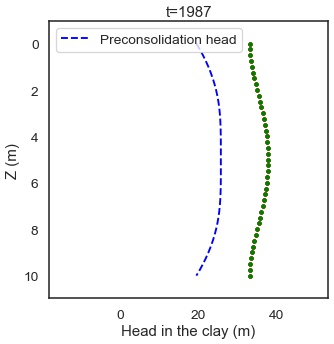 t=1987
Preconsolidation head
Z (m)
0
2
4
6
8
10
0
20
40
Head in the clay (m)